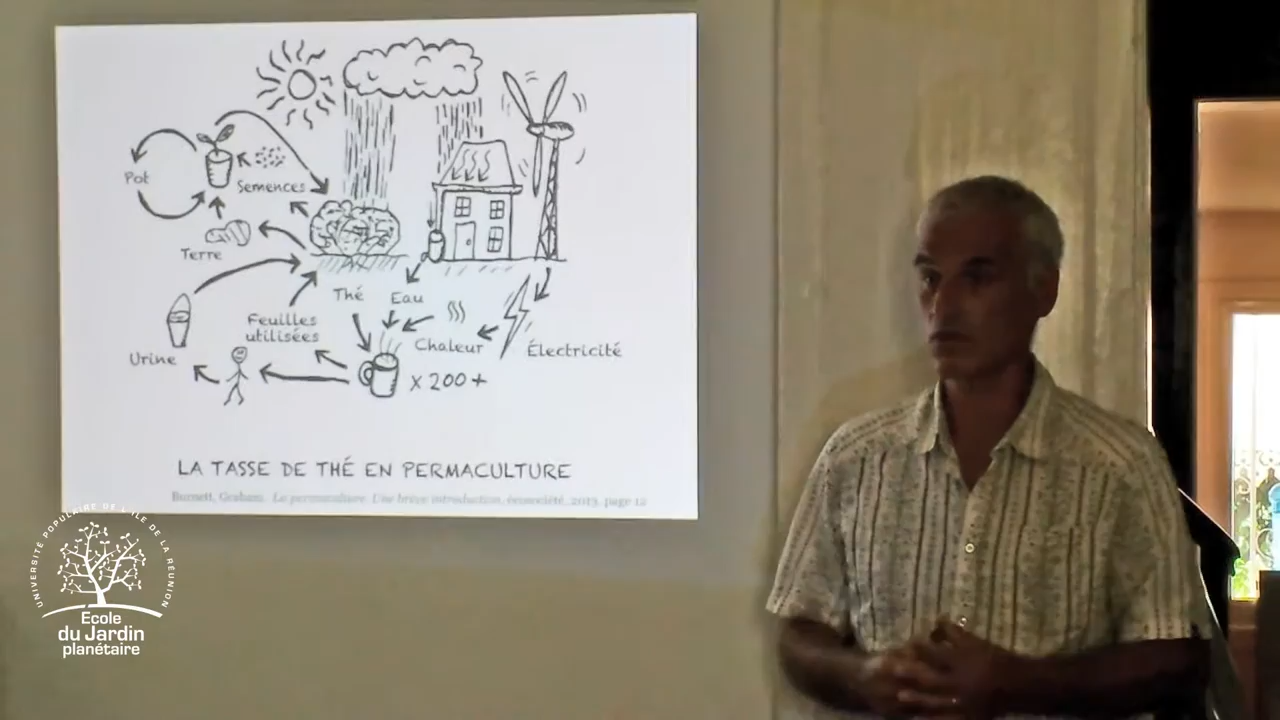 Pot
Semences
Terre
Thé
Eau
Feuilles
utilisées
Chaleur
Électricité
Urine
x 200 +
LA TASSE DE THÉ EN PERMACULTURE
Burnett, Graham. La permaculture. Une brève introduction, écosociété, 2013, page 12
UNIVERSITÉ POPULAIRE DE L'ÎLE DE LA RÉUNION
Ecole
du Jardin
planétaire